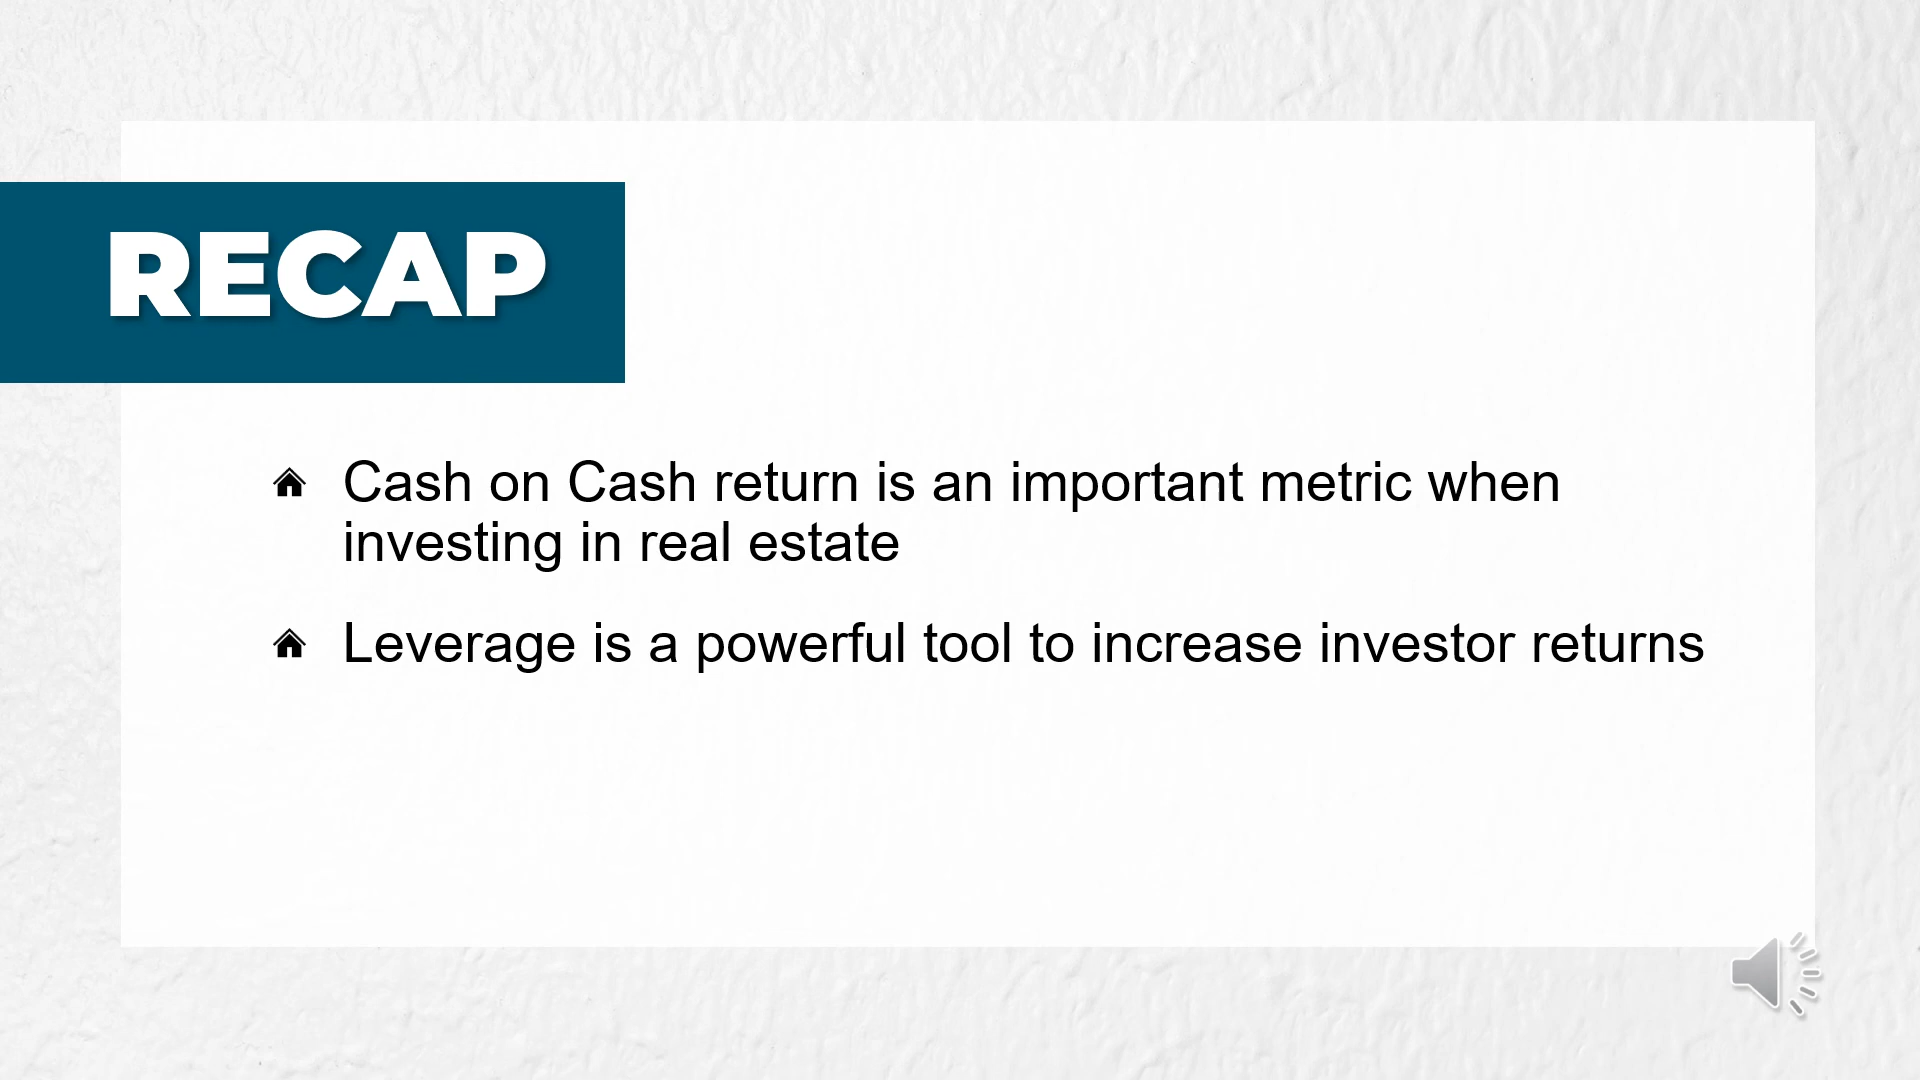 RECAP
Cash on Cash return is an important metric when
investing in real estate
Leverage is a powerful tool to increase investor returns